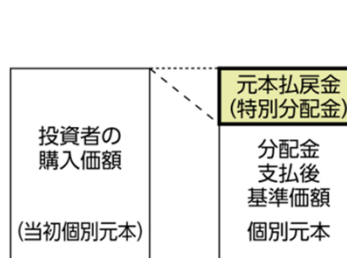 投資者の
購入価額
(当初個別元本)
元本払戻金
(特別分配金)
分配金
支払後
基準価額
個別元本